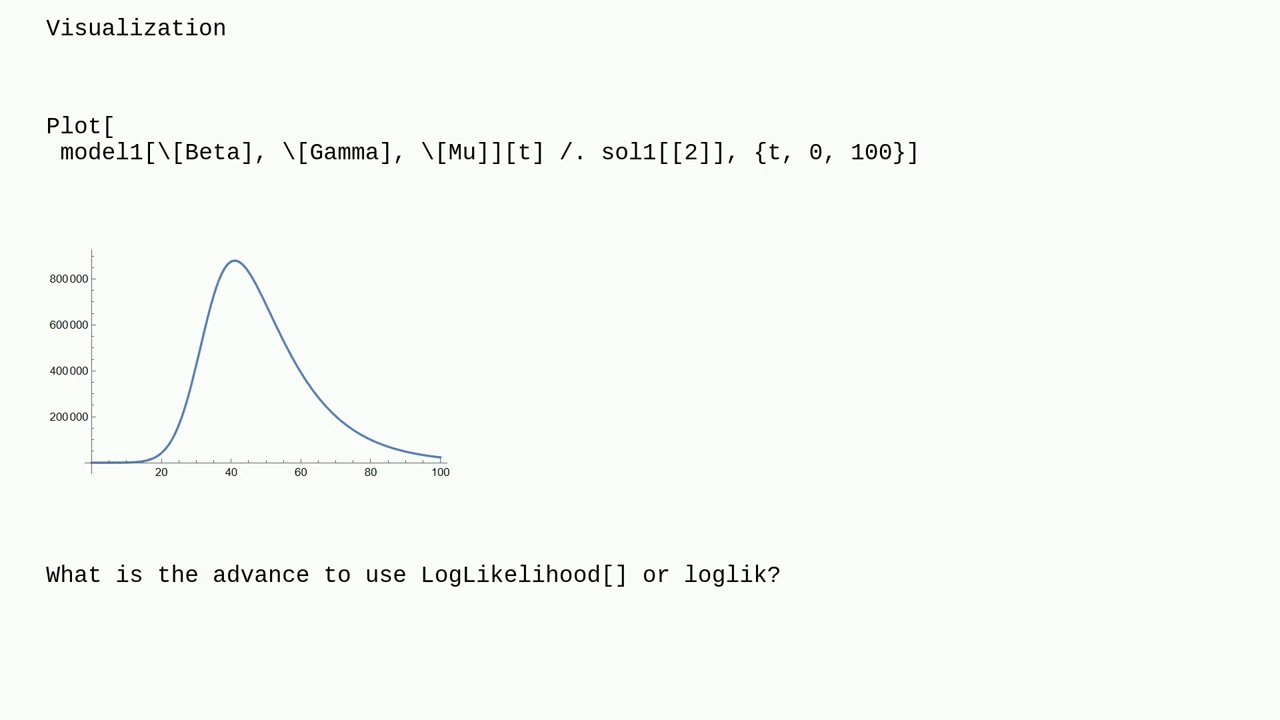 Visualization
Plot[
model1[\[Beta], \[Gamma], \[Mu]][t] /. sol1[[2]], {t, 0, 100}]
800000
600000
400000
200000
20 40 60 80 100
What is the advance to use LogLikelihood[] or loglik?